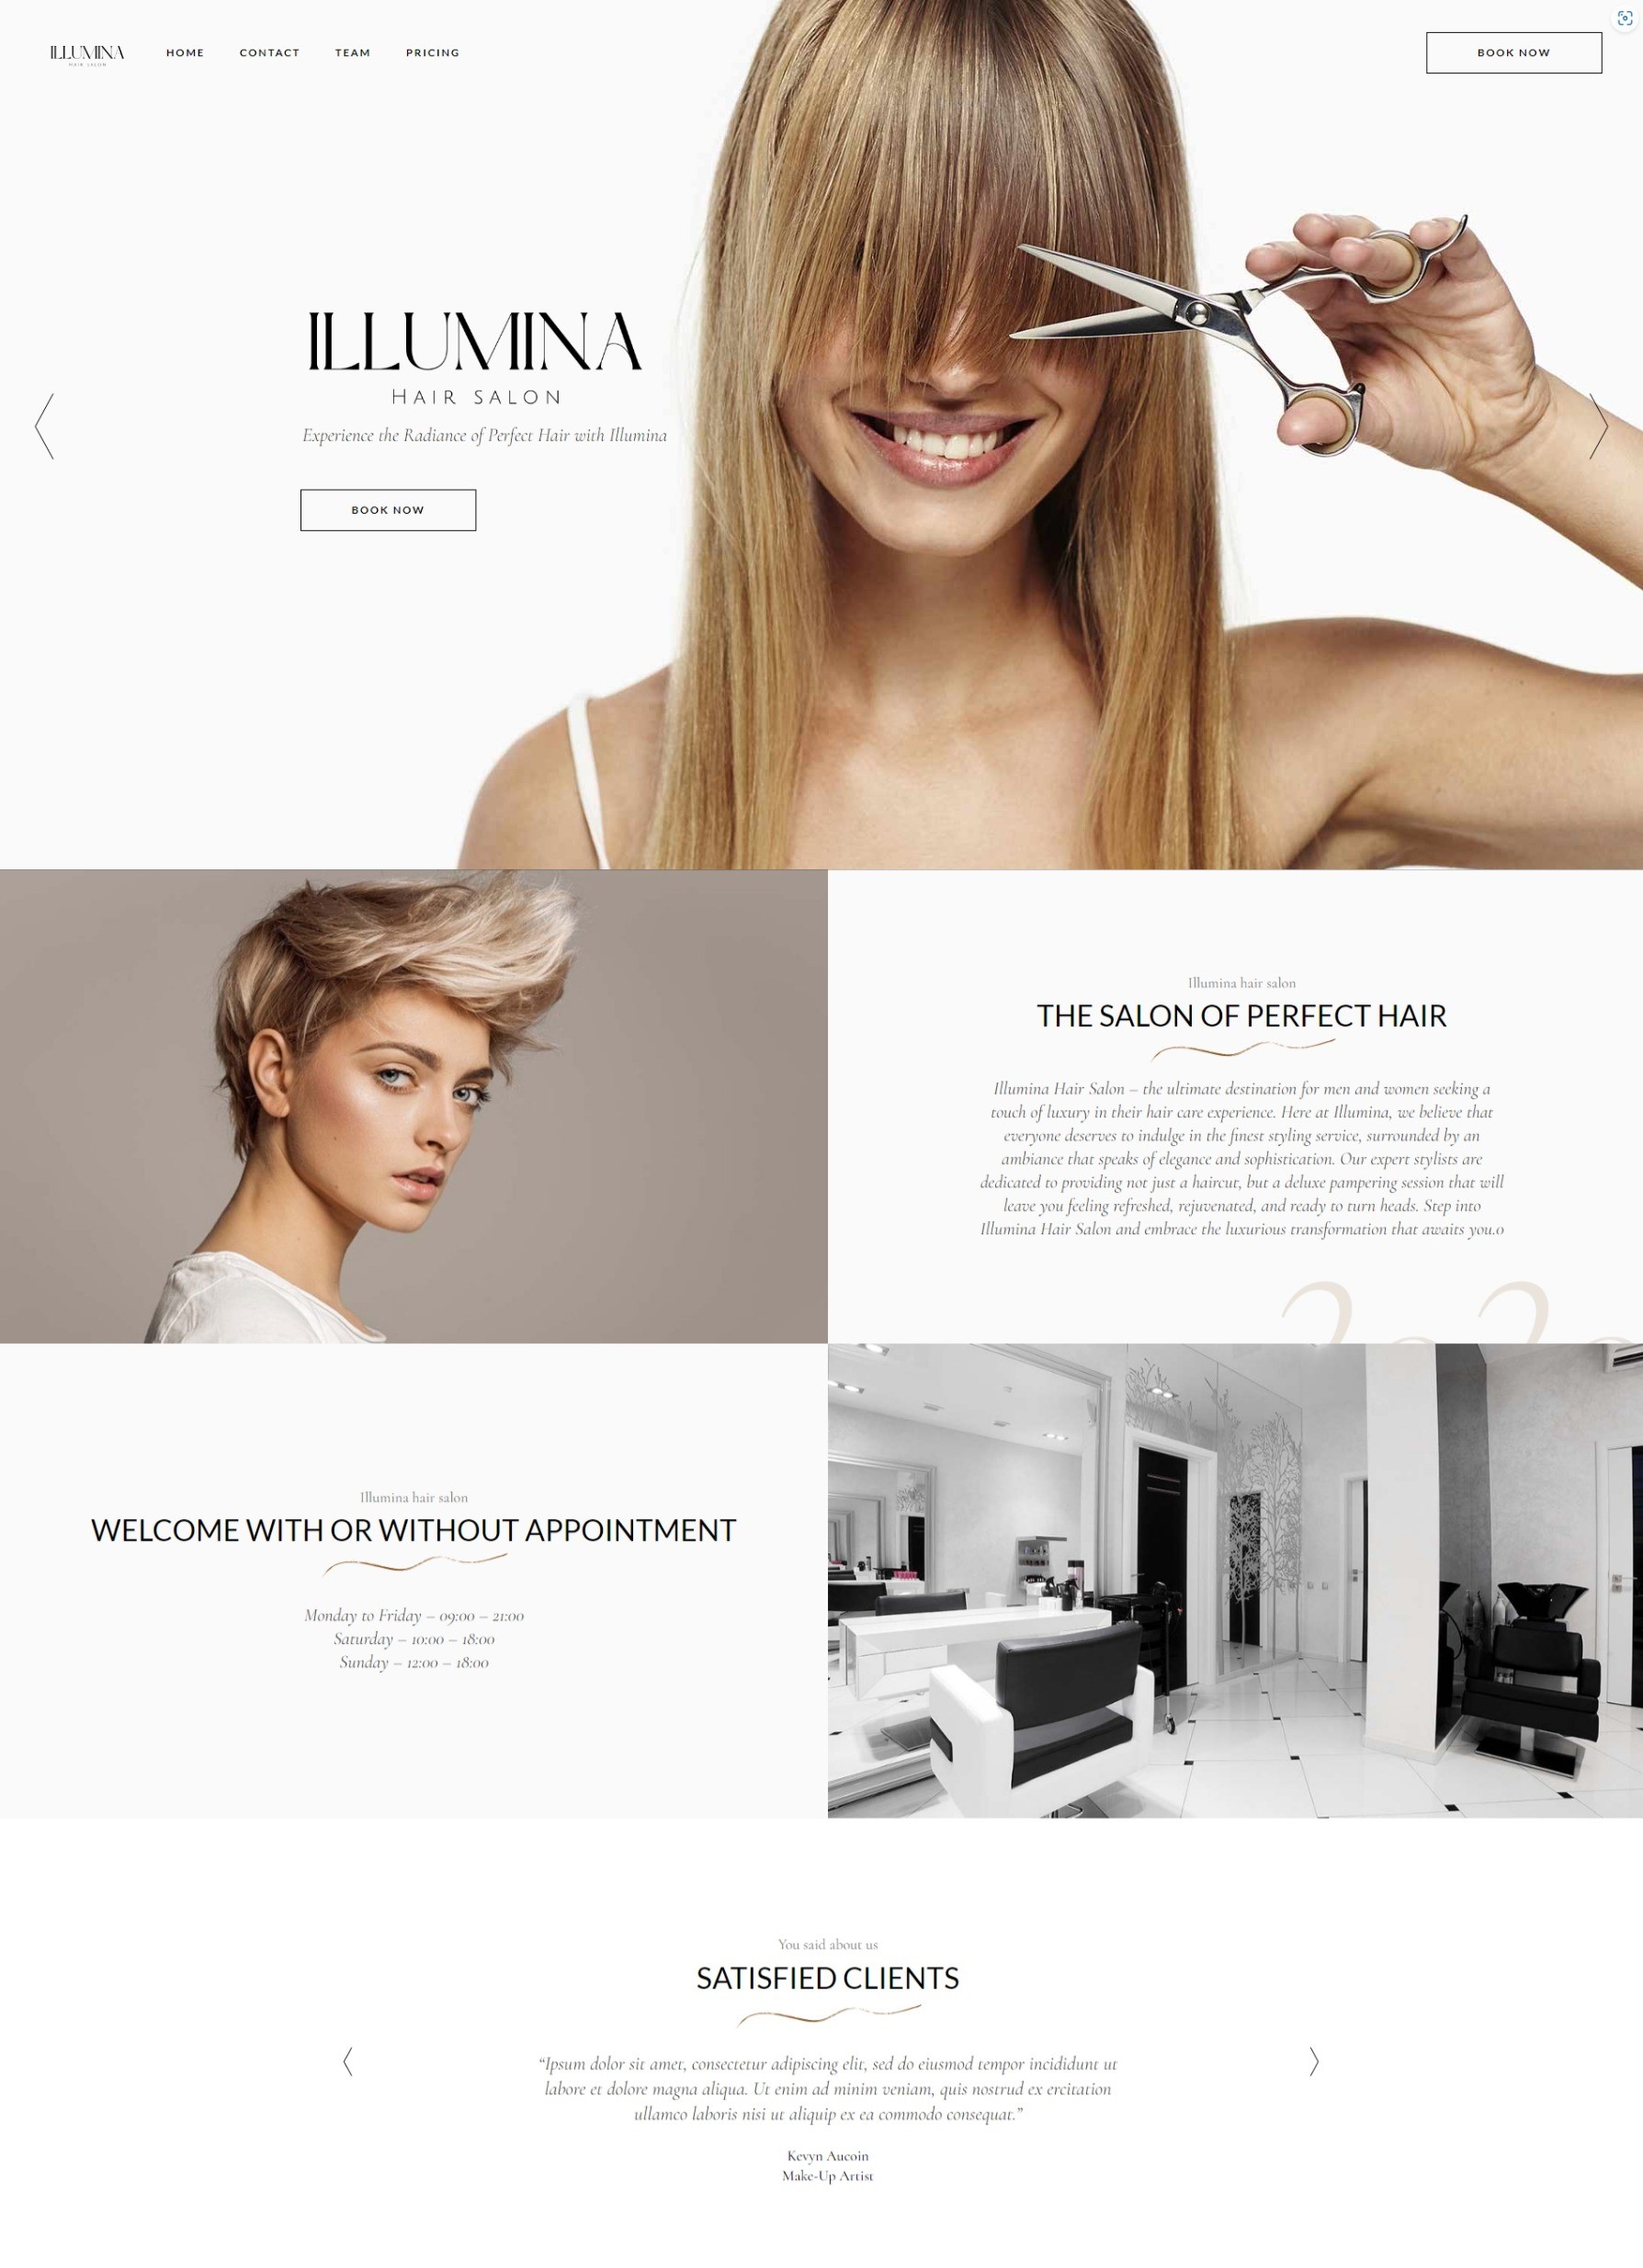 ILLUMINA
HAIR SALON
HOME
CONTACT
TEAM
PRICING
BOOK NOW
ILLUMINA
HAIR SALON
Experience the Radiance of Perfect Hair with Illumina
BOOK NOW
Illumina hair salon
THE SALON OF PERFECT HAIR
Illumina Hair Salon – the ultimate destination for men and women seeking a
touch of luxury in their hair care experience. Here at Illumina, we believe that
everyone deserves to indulge in the finest styling service, surrounded by an
ambiance that speaks of elegance and sophistication. Our expert stylists are
dedicated to providing not just a haircut, but a deluxe pampering session that will
leave you feeling refreshed, rejuvenated, and ready to turn heads. Step into
Illumina Hair Salon and embrace the luxurious transformation that awaits you.0
Illumina hair salon
WELCOME WITH OR WITHOUT APPOINTMENT
Monday to Friday – 09:00 – 21:00
Saturday – 10:00 – 18:00
Sunday – 12:00 – 18:00
You said about us
SATISFIED CLIENTS
“Ipsum dolor sit amet, consectetur adipiscing elit, sed do eiusmod tempor incididunt ut
labore et dolore magna aliqua. Ut enim ad minim veniam, quis nostrud ex ercitation
ullamco laboris nisi ut aliquip ex ea commodo consequat.”
Kevyn Aucoin
Make-Up Artist